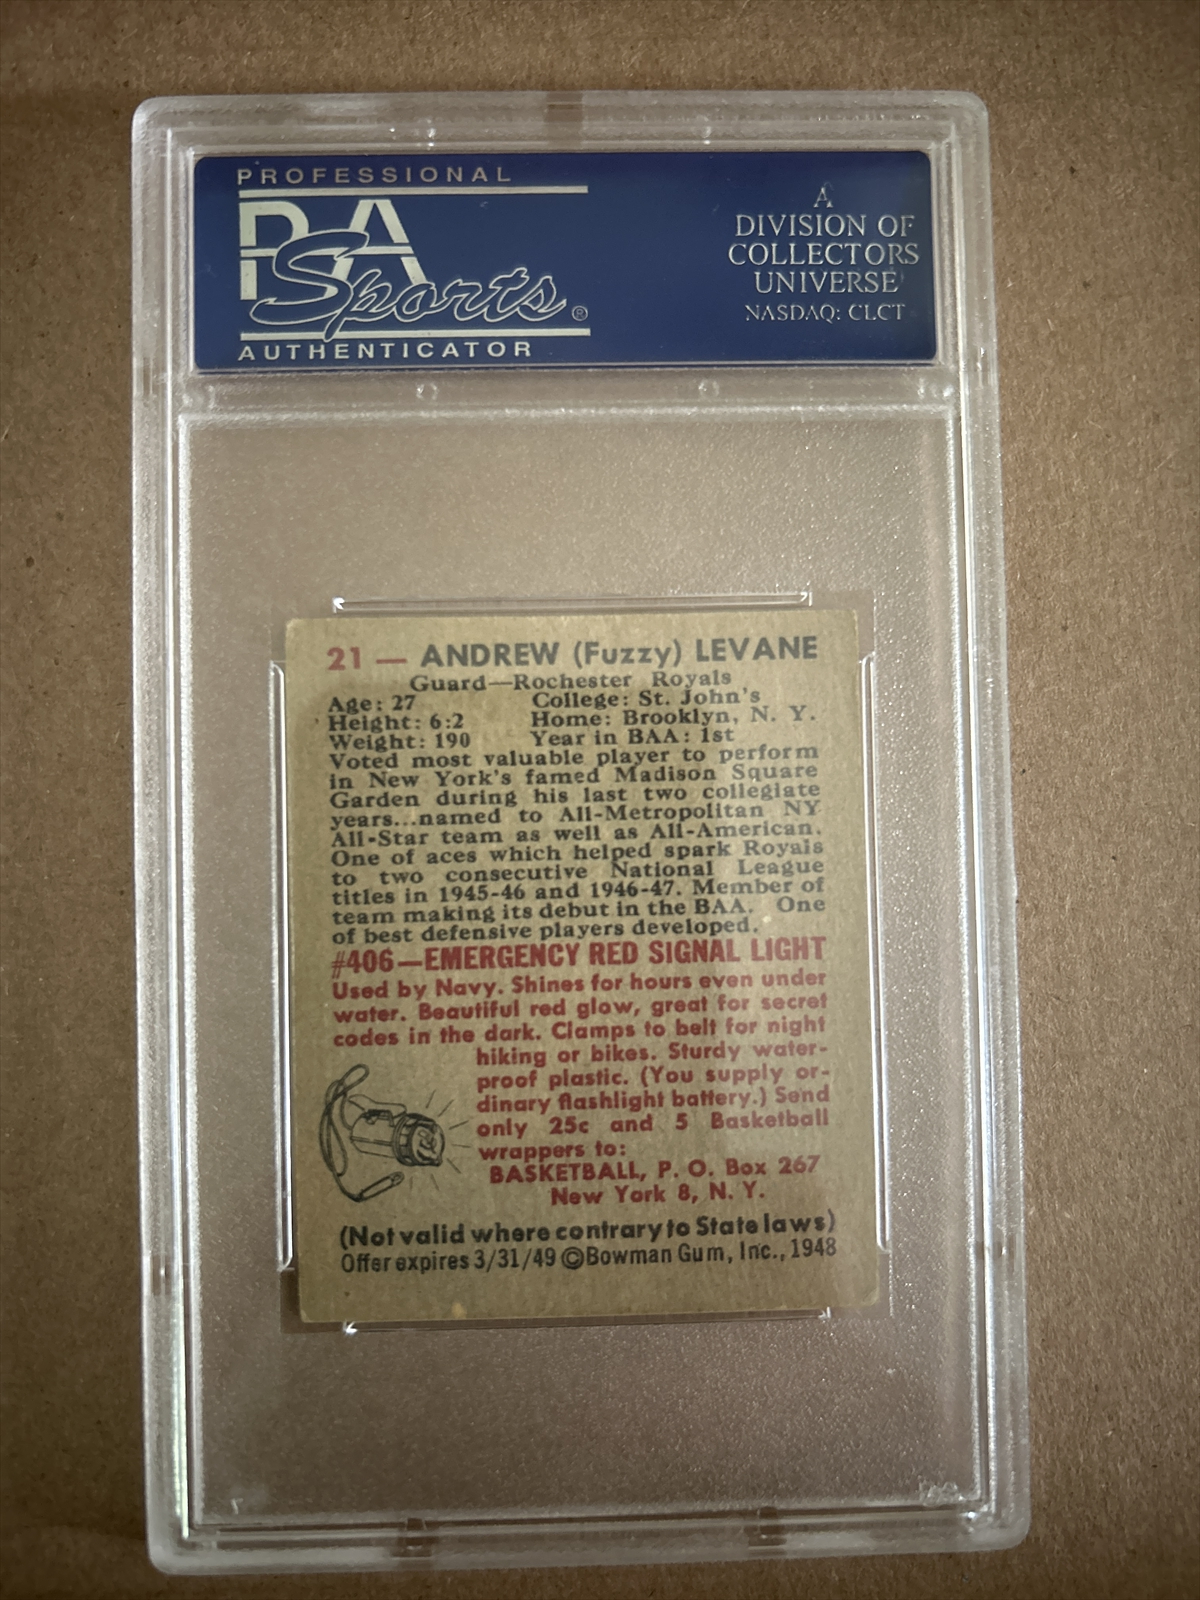 PROFESSIONAL
PSA
Sports®
AUTHENTICATOR
A
DIVISION OF
COLLECTORS
UNIVERSE
NASDAQ: CLCT
21 — ANDREW (Fuzzy) LEVANE
Guard—Rochester Royals
Age: 27 College: St. John's
Height: 6:2 Home: Brooklyn, N. Y.
Weight: 190 Year in BAA: 1st
Voted most valuable player to perform
in New York's famed Madison Square
Garden during his last two collegiate
years...named to All-Metropolitan NY
All-Star team as well as All-American.
One of aces which helped spark Royals
to two consecutive National League
titles in 1945-46 and 1946-47. Member of
team making its debut in the BAA. One
of best defensive players developed.
#406—EMERGENCY RED SIGNAL LIGHT
Used by Navy. Shines for hours even under
water. Beautiful red glow, great for secret
codes in the dark. Clamps to belt for night
hiking or bikes. Sturdy water-
proof plastic. (You supply or-
dinary flashlight battery.) Send
only 25c and 5 Basketball
wrappers to:
BASKETBALL, P. O. Box 267
New York 8, N. Y.
(Not valid where contrary to State laws)
Offer expires 3/31/49 ©Bowman Gum, Inc., 1948